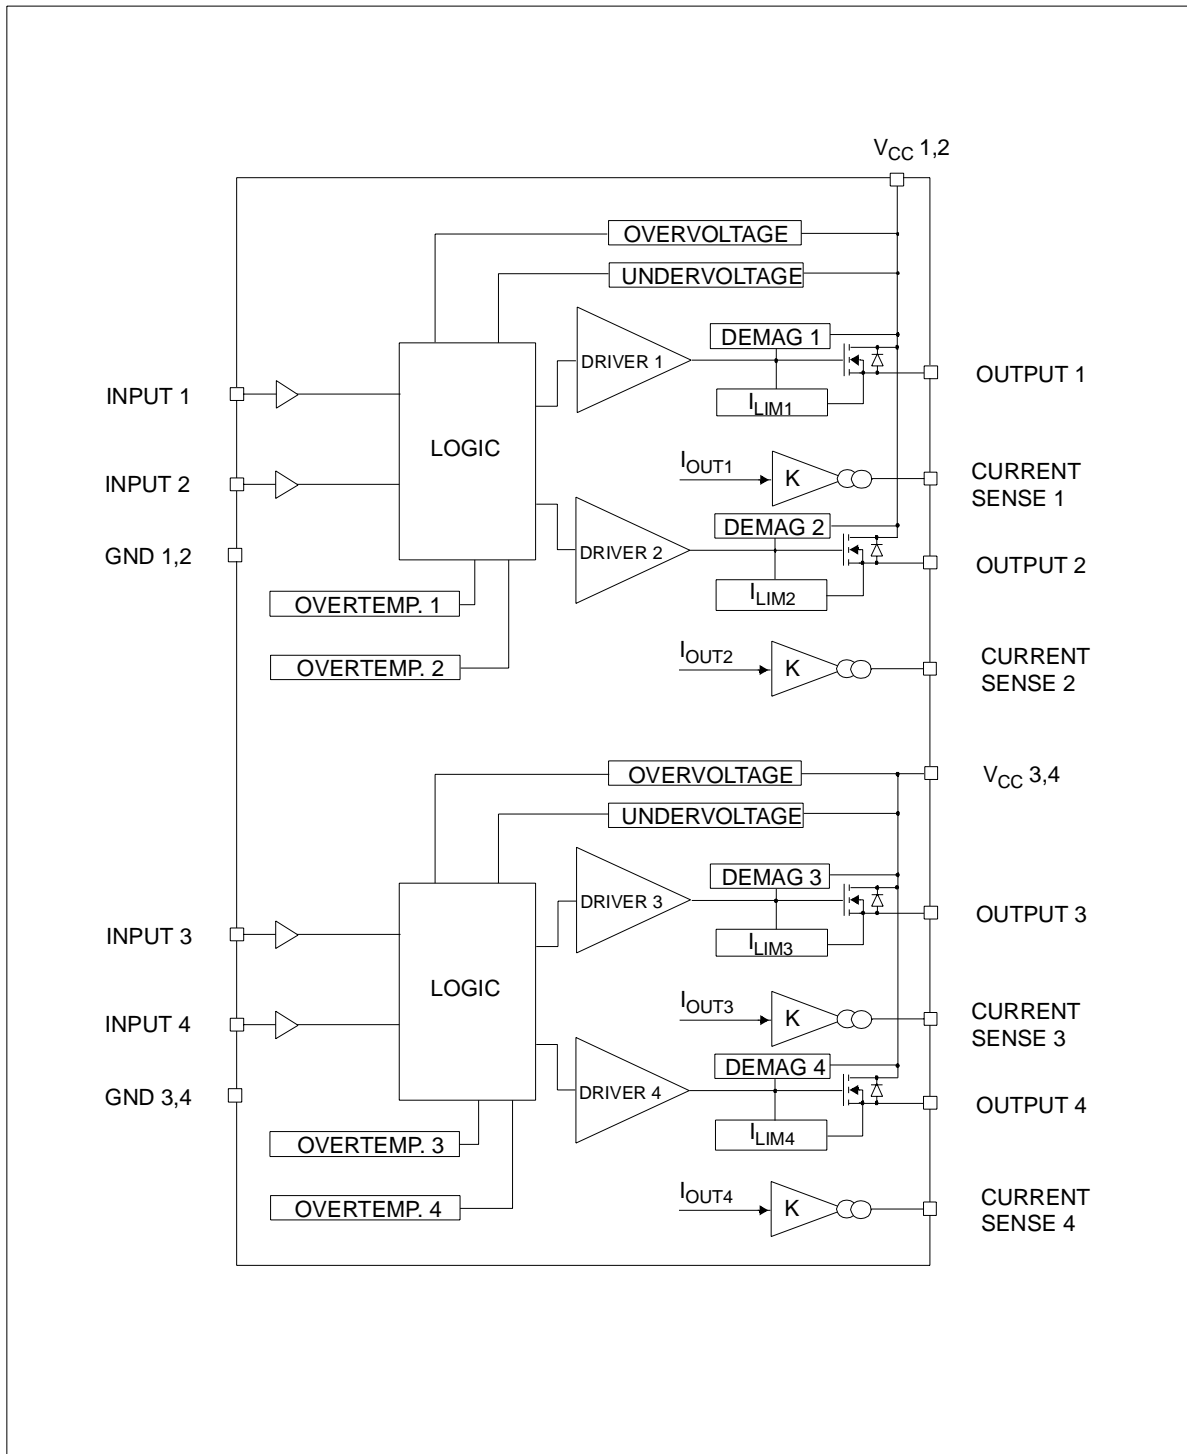 VCC 1,2
OVERVOLTAGE
UNDERVOLTAGE
DEMAG 1
DRIVER 1
OUTPUT 1
INPUT 1
ILIM1
LOGIC
IOUT1
K
CURRENT
SENSE 1
INPUT 2
DEMAG 2
GND 1,2
DRIVER 2
OUTPUT 2
ILIM2
OVERTEMP. 1
IOUT2
K
CURRENT
SENSE 2
OVERTEMP. 2
OVERVOLTAGE
VCC 3,4
UNDERVOLTAGE
DEMAG 3
DRIVER 3
OUTPUT 3
INPUT 3
ILIM3
LOGIC
IOUT3
K
CURRENT
SENSE 3
INPUT 4
DEMAG 4
GND 3,4
DRIVER 4
OUTPUT 4
ILIM4
OVERTEMP. 3
IOUT4
K
CURRENT
SENSE 4
OVERTEMP. 4